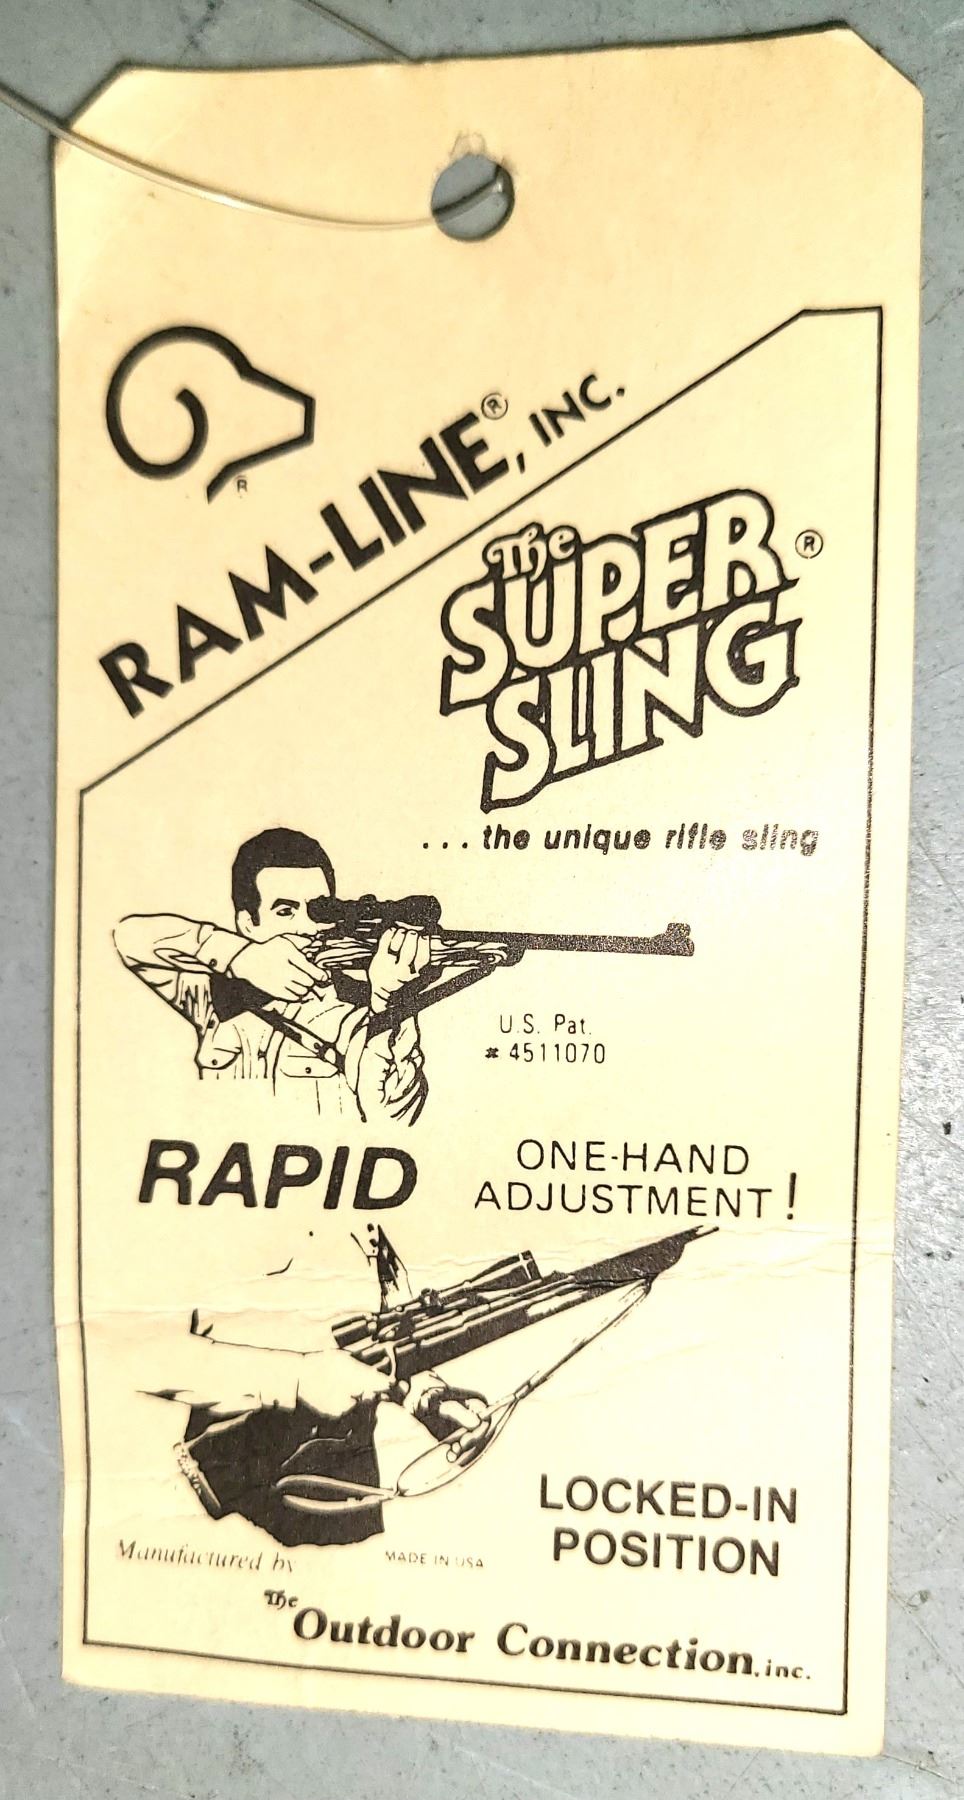 RAM-LINE®, INC.
®
The
SUPER
SLING ®
...the unique rifle sling
U.S. Pat.
# 4511070
RAPID
ONE-HAND
ADJUSTMENT!
LOCKED-IN
POSITION
Manufactured by
MADE IN USA
The
Outdoor Connection, inc.